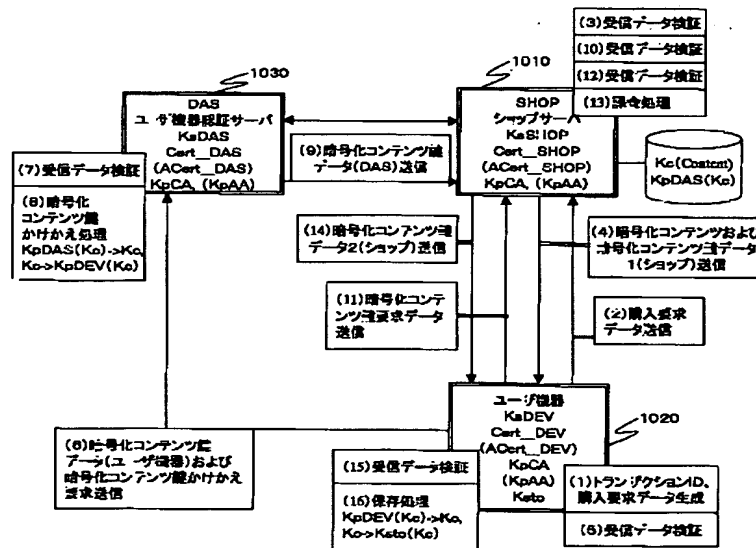 1030
DAS
ユーザ機器認証サーバ
KsDAS
Cert__DAS
(ACert__DAS)
KpCA, (KpAA)
(7)受信データ検証
(8)暗号化
コンテンツ鍵
かけかえ処理
KpDAS(Kc)->Kc,
Kc->KpDEV(Kc)
(9)暗号化コンテンツ鍵
データ(DAS)送信
1010
SHOP
ショップサーバ
KsSHOP
Cert__SHOP
(ACert__SHOP)
KpCA, (KpAA)
(3)受信データ検証
(10)受信データ検証
(12)受信データ検証
(13)課金処理
Kc(Content)
KpDAS(Kc)
(14)暗号化コンテンツ鍵
データ2(ショップ)送信
(4)暗号化コンテンツおよび
暗号化コンテンツ鍵データ
1(ショップ)送信
(11)暗号化コンテ
ンツ鍵要求データ
送信
(2)購入要求
データ送信
(6)暗号化コンテンツ鍵
データ(ユーザ機器)および
暗号化コンテンツ鍵かけかえ
要求送信
1020
ユーザ機器
KsDEV
Cert__DEV
(ACert__DEV)
KpCA
(KpAA)
Ksto
(15)受信データ検証
(16)保存処理
KpDEV(Kc)->Kc,
Kc->Ksto(Kc)
(1)トランザクションID、
購入要求データ生成
(5)受信データ検証